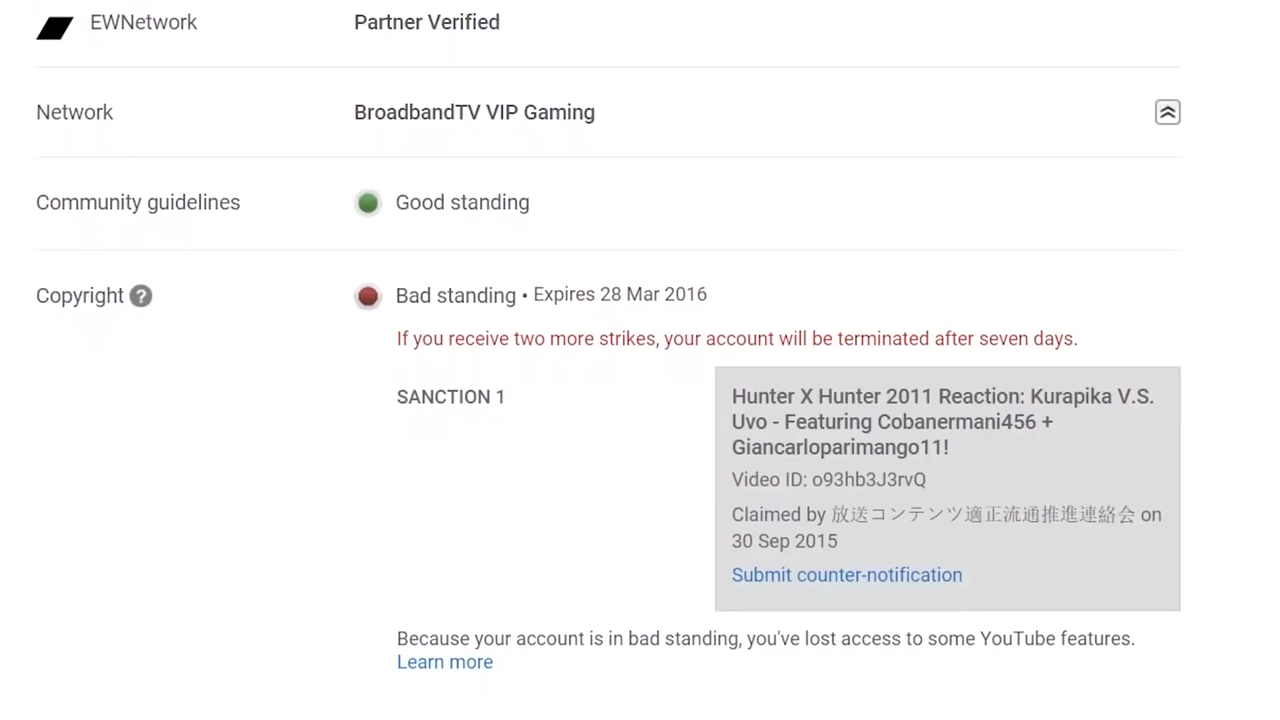 EWNetwork Partner Verified
Network BroadbandTV VIP Gaming
Community guidelines Good standing
Copyright ? Bad standing • Expires 28 Mar 2016
If you receive two more strikes, your account will be terminated after seven days.
SANCTION 1
Hunter X Hunter 2011 Reaction: Kurapika V.S.
Uvo - Featuring Cobanermani456 +
Giancarloparimango11!
Video ID: o93hb3J3rvQ
Claimed by 放送コンテンツ適正流通推進連絡会 on
30 Sep 2015
Submit counter-notification
Because your account is in bad standing, you've lost access to some YouTube features.
Learn more